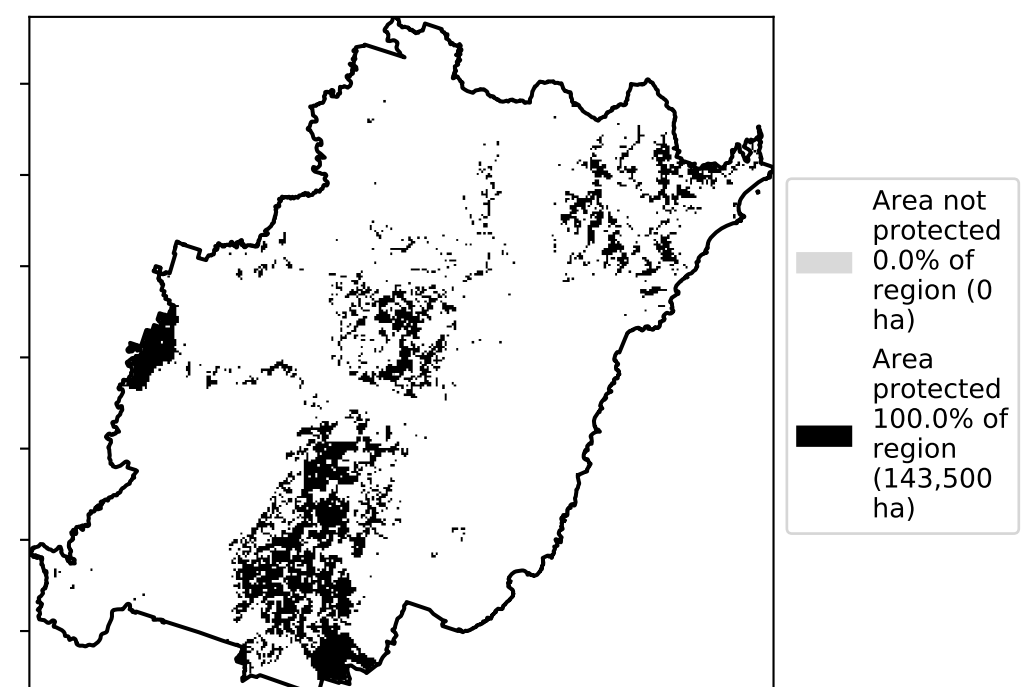 Area not
protected
0.0% of
region (0
ha)
Area
protected
100.0% of
region
(143,500
ha)